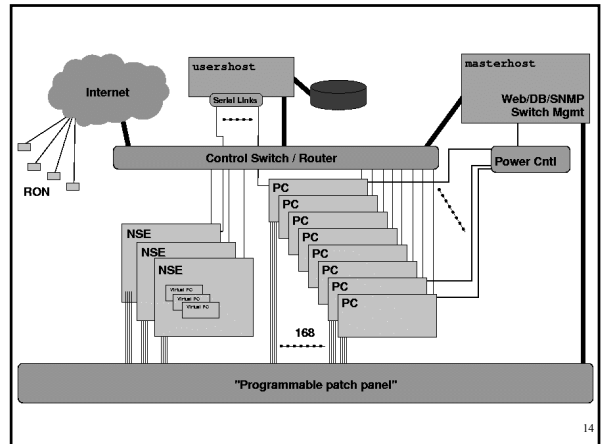 usershost
masterhost
Internet
Serial Links
Web/DB/SNMP
Switch Mgmt
Control Switch / Router
Power Cntl
RON
PC
PC
PC
PC
PC
PC
PC
PC
NSE
NSE
NSE
Virtual PC
Virtual PC
Virtual PC
168
"Programmable patch panel"
14